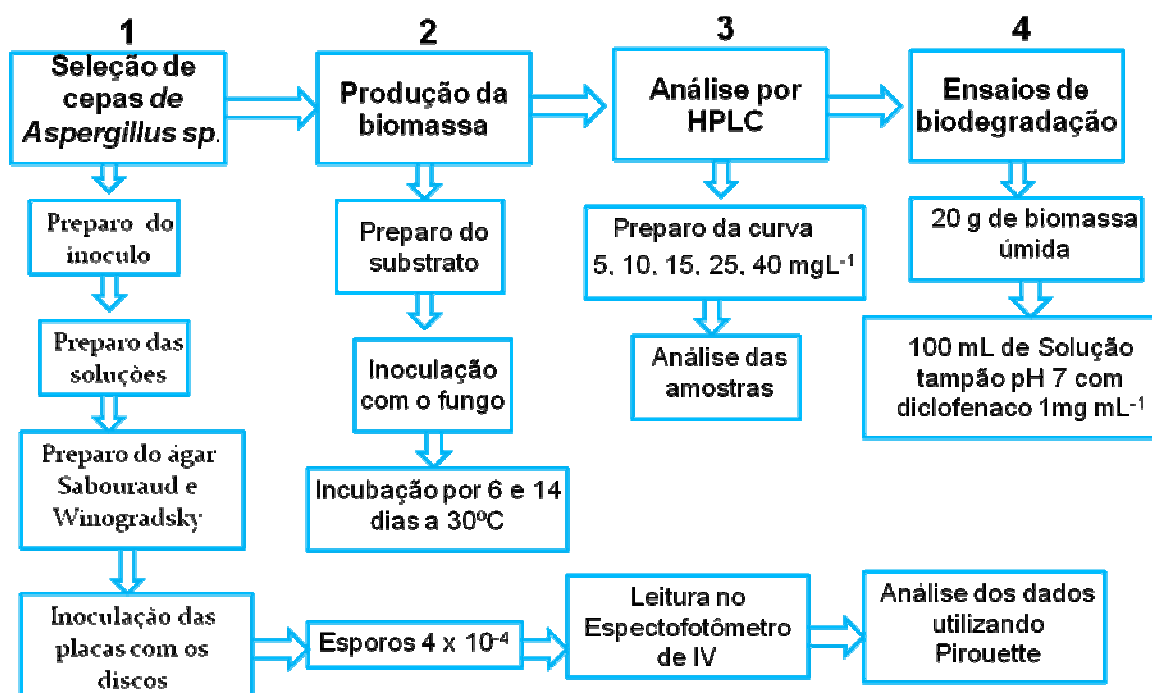 1
Seleção de
cepas de
Aspergillus sp.
Preparo do
inoculo
Preparo das
soluções
Preparo do ágar
Sabouraud e
Winogradsky
Inoculação das
placas com os
discos
Esporos 4 x 10⁻⁴
Leitura no
Espectofotômetro
de IV
Análise dos dados
utilizando
Pirouette
2
Produção da
biomassa
Preparo do
substrato
Inoculação
com o fungo
Incubação por 6 e 14
dias a 30ºC
3
Análise por
HPLC
Preparo da curva
5, 10, 15, 25, 40 mgL⁻¹
Análise das
amostras
4
Ensaios de
biodegradação
20 g de biomassa
úmida
100 mL de Solução
tampão pH 7 com
diclofenaco 1mg mL⁻¹